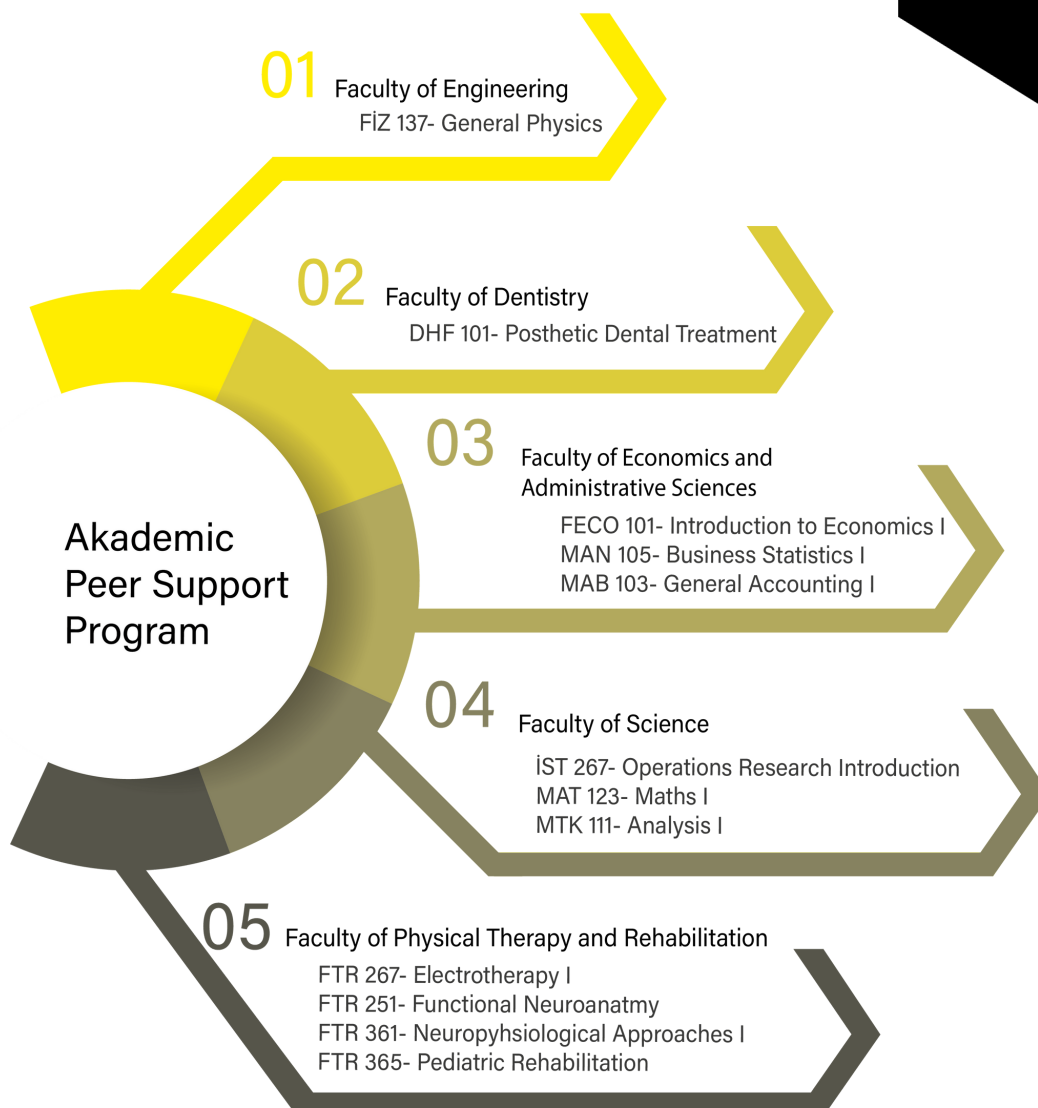 01
Faculty of Engineering
FİZ 137- General Physics
02
Faculty of Dentistry
DHF 101- Posthetic Dental Treatment
03
Faculty of Economics and
Administrative Sciences
FECO 101- Introduction to Economics I
MAN 105- Business Statistics I
MAB 103- General Accounting I
Akademic
Peer Support
Program
04
Faculty of Science
İST 267- Operations Research Introduction
MAT 123- Maths I
MTK 111- Analysis I
05
Faculty of Physical Therapy and Rehabilitation
FTR 267- Electrotherapy I
FTR 251- Functional Neuroanatmy
FTR 361- Neuropyhsiological Approaches I
FTR 365- Pediatric Rehabilitation